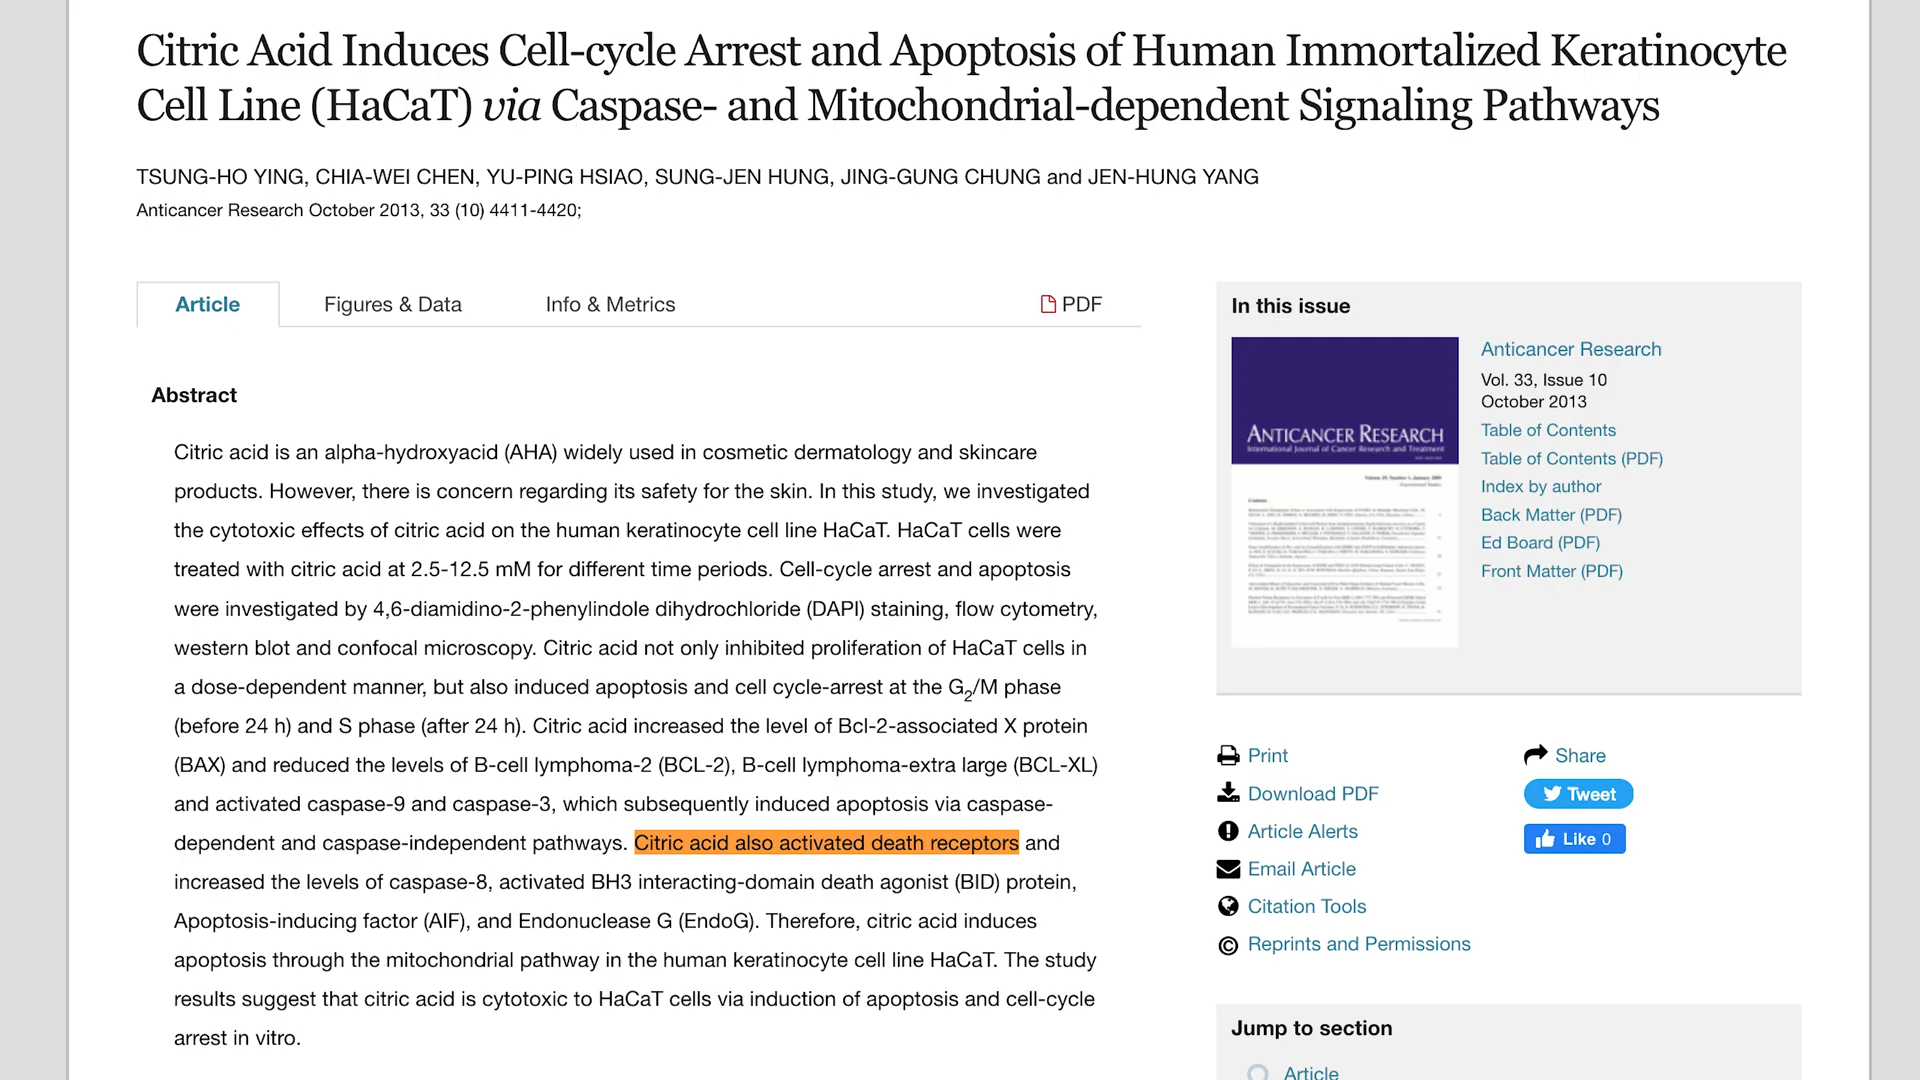 Citric Acid Induces Cell-cycle Arrest and Apoptosis of Human Immortalized Keratinocyte
Cell Line (HaCaT) via Caspase- and Mitochondrial-dependent Signaling Pathways
TSUNG-HO YING, CHIA-WEI CHEN, YU-PING HSIAO, SUNG-JEN HUNG, JING-GUNG CHUNG and JEN-HUNG YANG
Anticancer Research October 2013, 33 (10) 4411-4420;
Article
Figures & Data
Info & Metrics
PDF
Abstract
Citric acid is an alpha-hydroxyacid (AHA) widely used in cosmetic dermatology and skincare
products. However, there is concern regarding its safety for the skin. In this study, we investigated
the cytotoxic effects of citric acid on the human keratinocyte cell line HaCaT. HaCaT cells were
treated with citric acid at 2.5-12.5 mM for different time periods. Cell-cycle arrest and apoptosis
were investigated by 4,6-diamidino-2-phenylindole dihydrochloride (DAPI) staining, flow cytometry,
western blot and confocal microscopy. Citric acid not only inhibited proliferation of HaCaT cells in
a dose-dependent manner, but also induced apoptosis and cell cycle-arrest at the G2/M phase
(before 24 h) and S phase (after 24 h). Citric acid increased the level of Bcl-2-associated X protein
(BAX) and reduced the levels of B-cell lymphoma-2 (BCL-2), B-cell lymphoma-extra large (BCL-XL)
and activated caspase-9 and caspase-3, which subsequently induced apoptosis via caspase-
dependent and caspase-independent pathways. Citric acid also activated death receptors and
increased the levels of caspase-8, activated BH3 interacting-domain death agonist (BID) protein,
Apoptosis-inducing factor (AIF), and Endonuclease G (EndoG). Therefore, citric acid induces
apoptosis through the mitochondrial pathway in the human keratinocyte cell line HaCaT. The study
results suggest that citric acid is cytotoxic to HaCaT cells via induction of apoptosis and cell-cycle
arrest in vitro.
In this issue
ANTICANCER RESEARCH
International Journal of Cancer Research and Treatment
Anticancer Research
Vol. 33, Issue 10
October 2013
Table of Contents
Table of Contents (PDF)
Index by author
Back Matter (PDF)
Ed Board (PDF)
Front Matter (PDF)
Print
Download PDF
Article Alerts
Email Article
Citation Tools
Reprints and Permissions
Share
Tweet
Like 0
Jump to section
Article